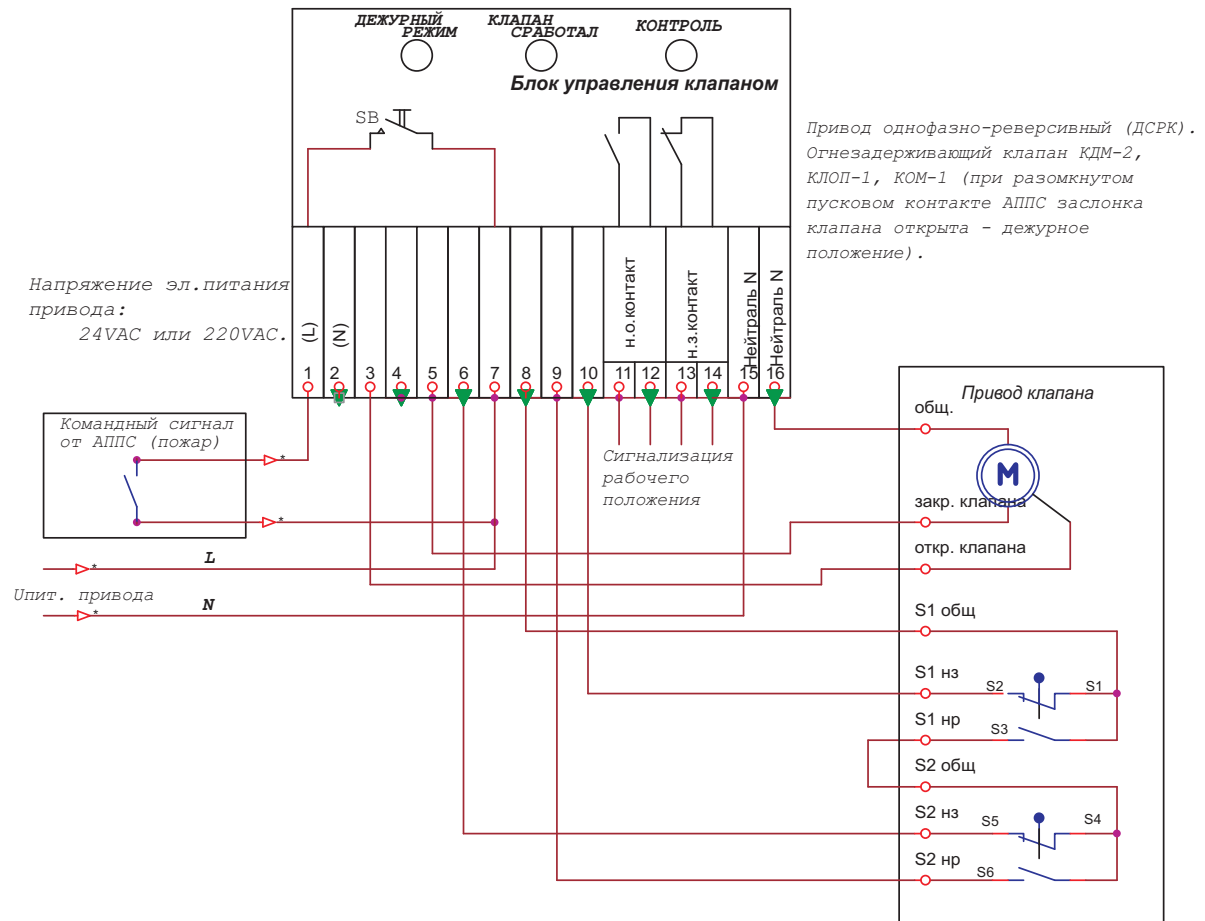 ДЕЖУРНЫЙ
РЕЖИМ
КЛАПАН
СРАБОТАЛ
КОНТРОЛЬ
Блок управления клапаном
SB
Привод однофазно-реверсивный (ДСРК).
Огнезадерживающий клапан КДМ-2,
КЛОП-1, КОМ-1 (при разомкнутом
пусковом контакте АППС заслонка
клапана открыта - дежурное
положение).
Напряжение эл.питания
привода:
24VAC или 220VAC.
(L)
(N)
н.о.контакт
н.з.контакт
Нейтраль N
Нейтраль N
1 2 3 4 5 6 7 8 9 10 11 12 13 14 15 16
Командный сигнал
от АППС (пожар)
*
*
Сигнализация
рабочего
положения
L
*
Uпит. привода
N
*
Привод клапана
общ.
M
закр. клапана
откр. клапана
S1 общ
S1 нз
S2
S1
S1 нр
S3
S2 общ
S2 нз
S5
S4
S2 нр
S6